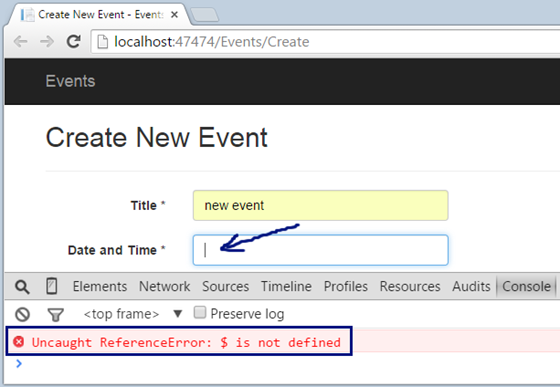 Create New Event - Event
localhost:47474/Events/Create
Events
Create New Event
Title * new event
Date and Time *
Elements Network Sources Timeline Profiles Resources Audits Console
<top frame> ▼ Preserve log
Uncaught ReferenceError: $ is not defined
>